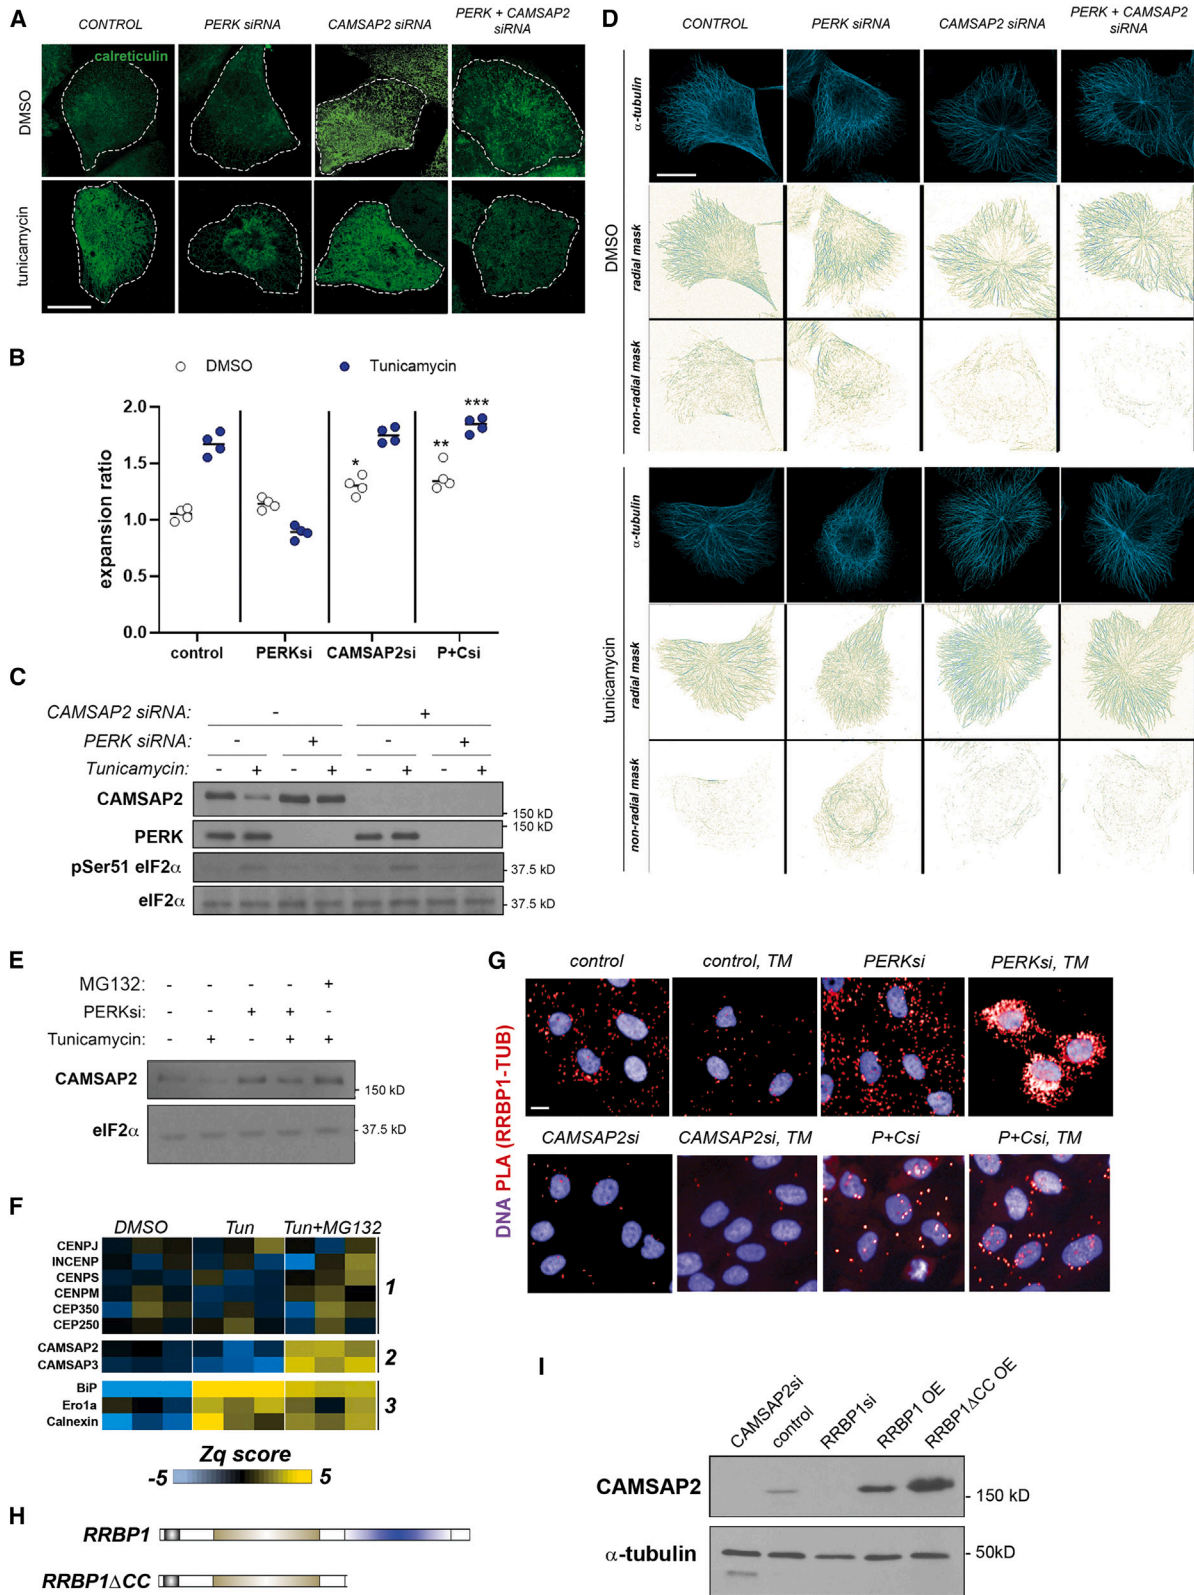 A
CONTROL PERK siRNA CAMSAP2 siRNA PERK + CAMSAP2 siRNA
calreticulin
DMSO
tunicamycin
B
DMSO Tunicamycin
expansion ratio
2.0
1.5
1.0
0.5
0.0
* ** ***
control PERKsi CAMSAP2si P+Csi
C
CAMSAP2 siRNA: - +
PERK siRNA: - + - +
Tunicamycin: - + - + - + - +
CAMSAP2
- 150 kD
PERK
- 150 kD
pSer51 eIF2α
- 37.5 kD
eIF2α
- 37.5 kD
D
CONTROL PERK siRNA CAMSAP2 siRNA PERK + CAMSAP2 siRNA
DMSO
α-tubulin
radial mask
non-radial mask
tunicamycin
α-tubulin
radial mask
non-radial mask
E
MG132: - - - - +
PERKsi: - - + + -
Tunicamycin: - + - + +
CAMSAP2
- 150 kD
eIF2α
- 37.5 kD
F
DMSO Tun Tun+MG132
CENPJ
INCENP
CENPS
CENPM
CEP350
CEP250
1
CAMSAP2
CAMSAP3
2
BiP
Ero1a
Calnexin
3
Zq score
-5 5
G
control control, TM PERKsi PERKsi, TM
CAMSAP2si CAMSAP2si, TM P+Csi P+Csi, TM
DNA PLA (RRBP1-TUB)
H
RRBP1
RRBP1ΔCC
I
CAMSAP2si control RRBP1si RRBP1 OE RRBP1ΔCC OE
CAMSAP2
- 150 kD
α-tubulin
- 50kD